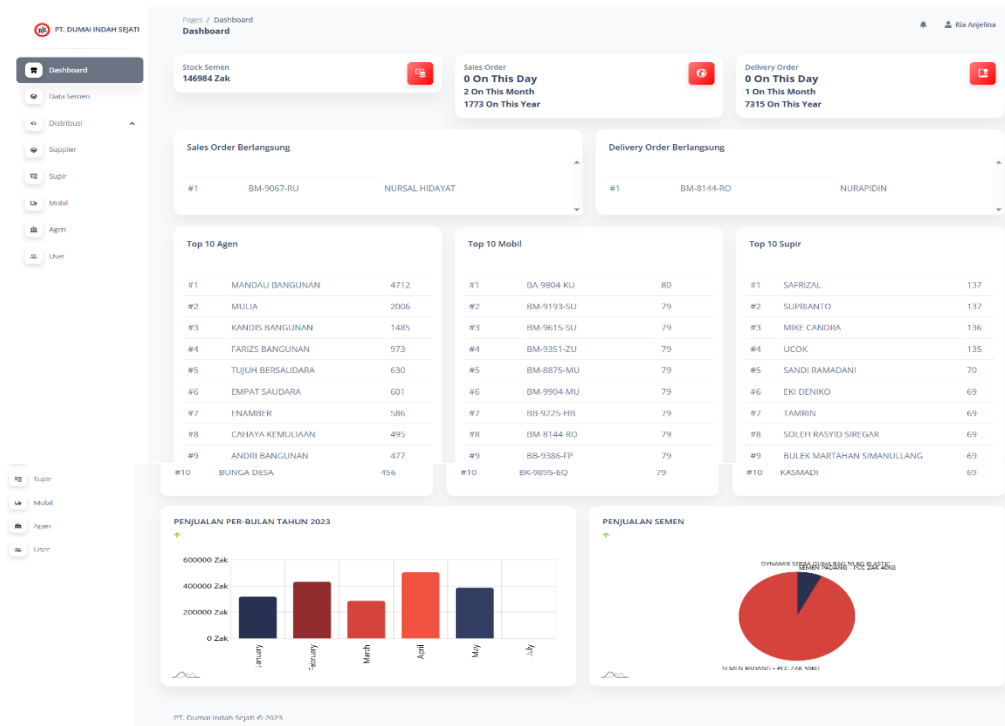 PT. DUMAI INDAH SEJATI
Pages / Dashboard
Dashboard
Ria Anjelina
Dashboard
Data Semen
Distribusi
Supplier
Supir
Mobil
Agen
User
Stock Semen
146984 Zak
Sales Order
0 On This Day
2 On This Month
1773 On This Year
Delivery Order
0 On This Day
1 On This Month
7315 On This Year
Sales Order Berlangsung
#1 BM-9067-RU NURSAL HIDAYAT
Delivery Order Berlangsung
#1 BM-8144-RO NURAPIDIN
Top 10 Agen
#1 MANDAU BANGUNAN 4712
#2 MULIA 2006
#3 KANDIS BANGUNAN 1485
#4 FARIZS BANGUNAN 973
#5 TUJUH BERSAUDARA 630
#6 EMPAT SAUDARA 601
#7 ENAMBER 586
#8 CAHAYA KEMULIAAN 495
#9 ANDRI BANGUNAN 477
#10 BUNGA DESA 456
Top 10 Mobil
#1 BA-9804-KU 80
#2 BM-9193-SU 79
#3 BM-9615-SU 79
#4 BM-9351-ZU 79
#5 BM-8875-MU 79
#6 BM-9904-MU 79
#7 BB-9225-HB 79
#8 BM-8144-RO 79
#9 BB-9386-FP 79
#10 BK-9895-EQ 79
Top 10 Supir
#1 SAFRIZAL 137
#2 SUPRIANTO 137
#3 MIKE CANDRA 136
#4 UCOK 135
#5 SANDI RAMADANI 70
#6 EKI DENIKO 69
#7 TAMRIN 69
#8 SOLEH RASYID SIREGAR 69
#9 BULEK MARTAHAN SIMANULLANG 69
#10 KASMADI 69
Supir
Mobil
Agen
User
PENJUALAN PER-BULAN TAHUN 2023
600000 Zak
400000 Zak
200000 Zak
0 Zak
January
February
March
April
May
July
PENJUALAN SEMEN
DYNAMIX SERBA GUNA BAG 50 KG PLASTIC
SEMEN PADANG - PCC ZAK 40KG
SEMEN PADANG - PCC ZAK 50KG
PT. Dumai Indah Sejati © 2023